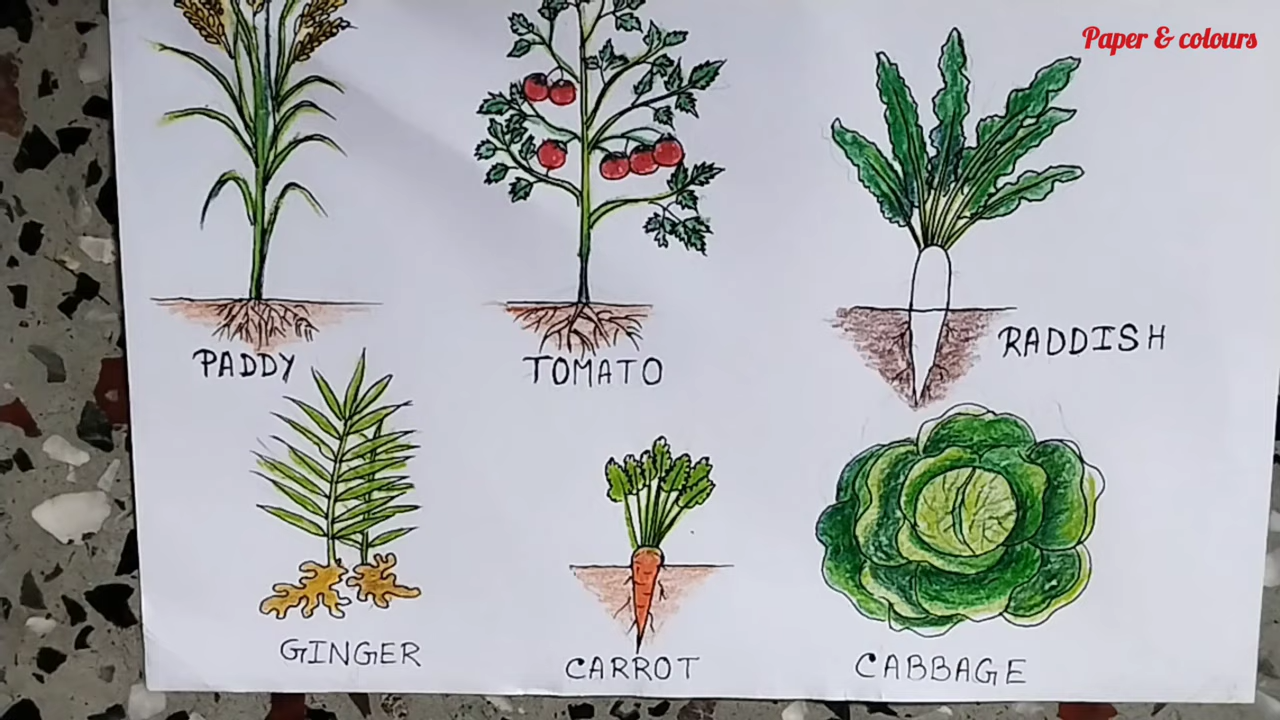 Paper & colours
PADDY
TOMATO
RADDISH
GINGER
CARROT
CABBAGE